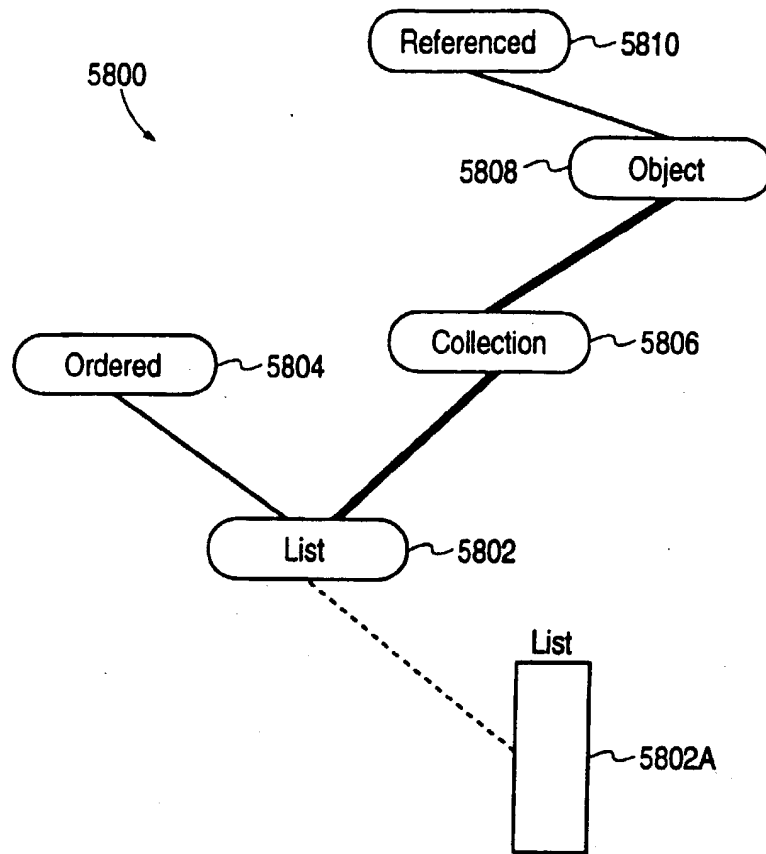 Referenced 5810
5800
5808 Object
Ordered 5804
Collection 5806
List 5802
List
5802A